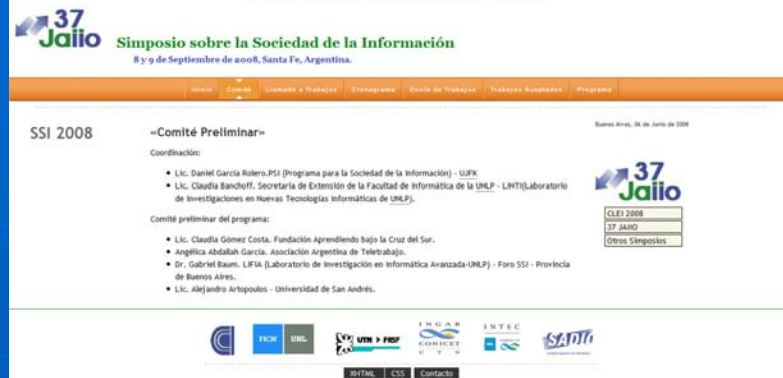 37
Jaiio
Simposio sobre la Sociedad de la Información
8 y 9 de Septiembre de 2008, Santa Fe, Argentina.
Inicio Comité Llamado a Trabajos Cronograma Envío de Trabajos Trabajos Aceptados Programa
SSI 2008
«Comité Preliminar»
Buenos Aires, 06 de Junio de 2008
Coordinación:
Lic. Daniel García Rolero.PSI (Programa para la Sociedad de la Información) - UJFK
Lic. Claudia Banchoff. Secretaria de Extensión de la Facultad de Informática de la UNLP - LINTI(Laboratorio
de Investigaciones en Nuevas Tecnologías Informáticas de UNLP).
Comité preliminar del programa:
Lic. Claudia Gómez Costa. Fundación Aprendiendo bajo la Cruz del Sur.
Angélica Abdallah García. Asociación Argentina de Teletrabajo.
Dr. Gabriel Baum. LIFIA (Laboratorio de Investigación en Informática Avanzada-UNLP) - Foro SSI - Provincia
de Buenos Aires.
Lic. Alejandro Artopoulos - Universidad de San Andrés.
37
Jaiio
CLEI 2008
37 JAIIO
Otros Simposios
FICH UNL
UTN > FRSF
INGAR
CONICET
UTN
INTEC
SADIO
XHTML CSS Contacto